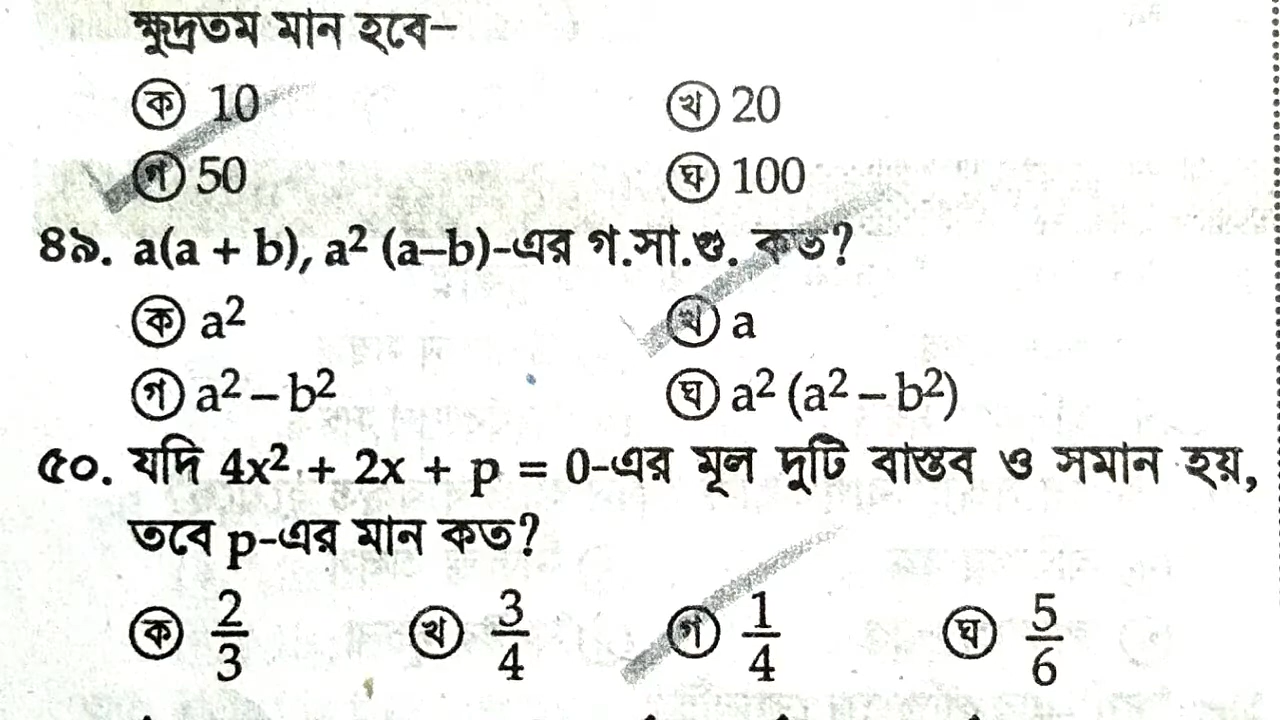 ক্ষুদ্রতম মান হবে–
ক 10 খ 20
গ 50 ঘ 100
৪৯. a(a + b), a² (a–b)-এর গ.সা.গু. কত?
ক a² খ a
গ a² – b² ঘ a² (a² – b²)
৫০. যদি 4x² + 2x + p = 0-এর মূল দুটি বাস্তব ও সমান হয়,
তবে p-এর মান কত?
ক 2/3 খ 3/4 গ 1/4 ঘ 5/6